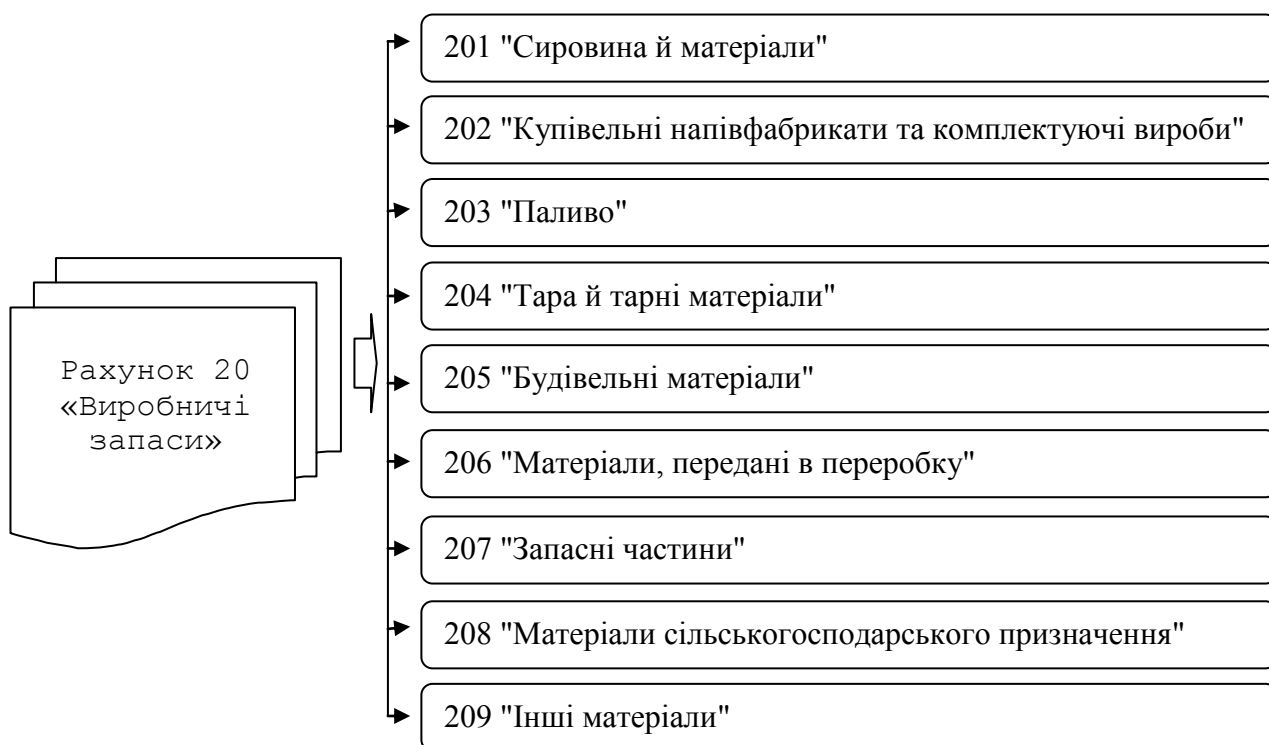 Рахунок 20
«Виробничі
запаси»
201 "Сировина й матеріали"
202 "Купівельні напівфабрикати та комплектуючі вироби"
203 "Паливо"
204 "Тара й тарні матеріали"
205 "Будівельні матеріали"
206 "Матеріали, передані в переробку"
207 "Запасні частини"
208 "Матеріали сільськогосподарського призначення"
209 "Інші матеріали"